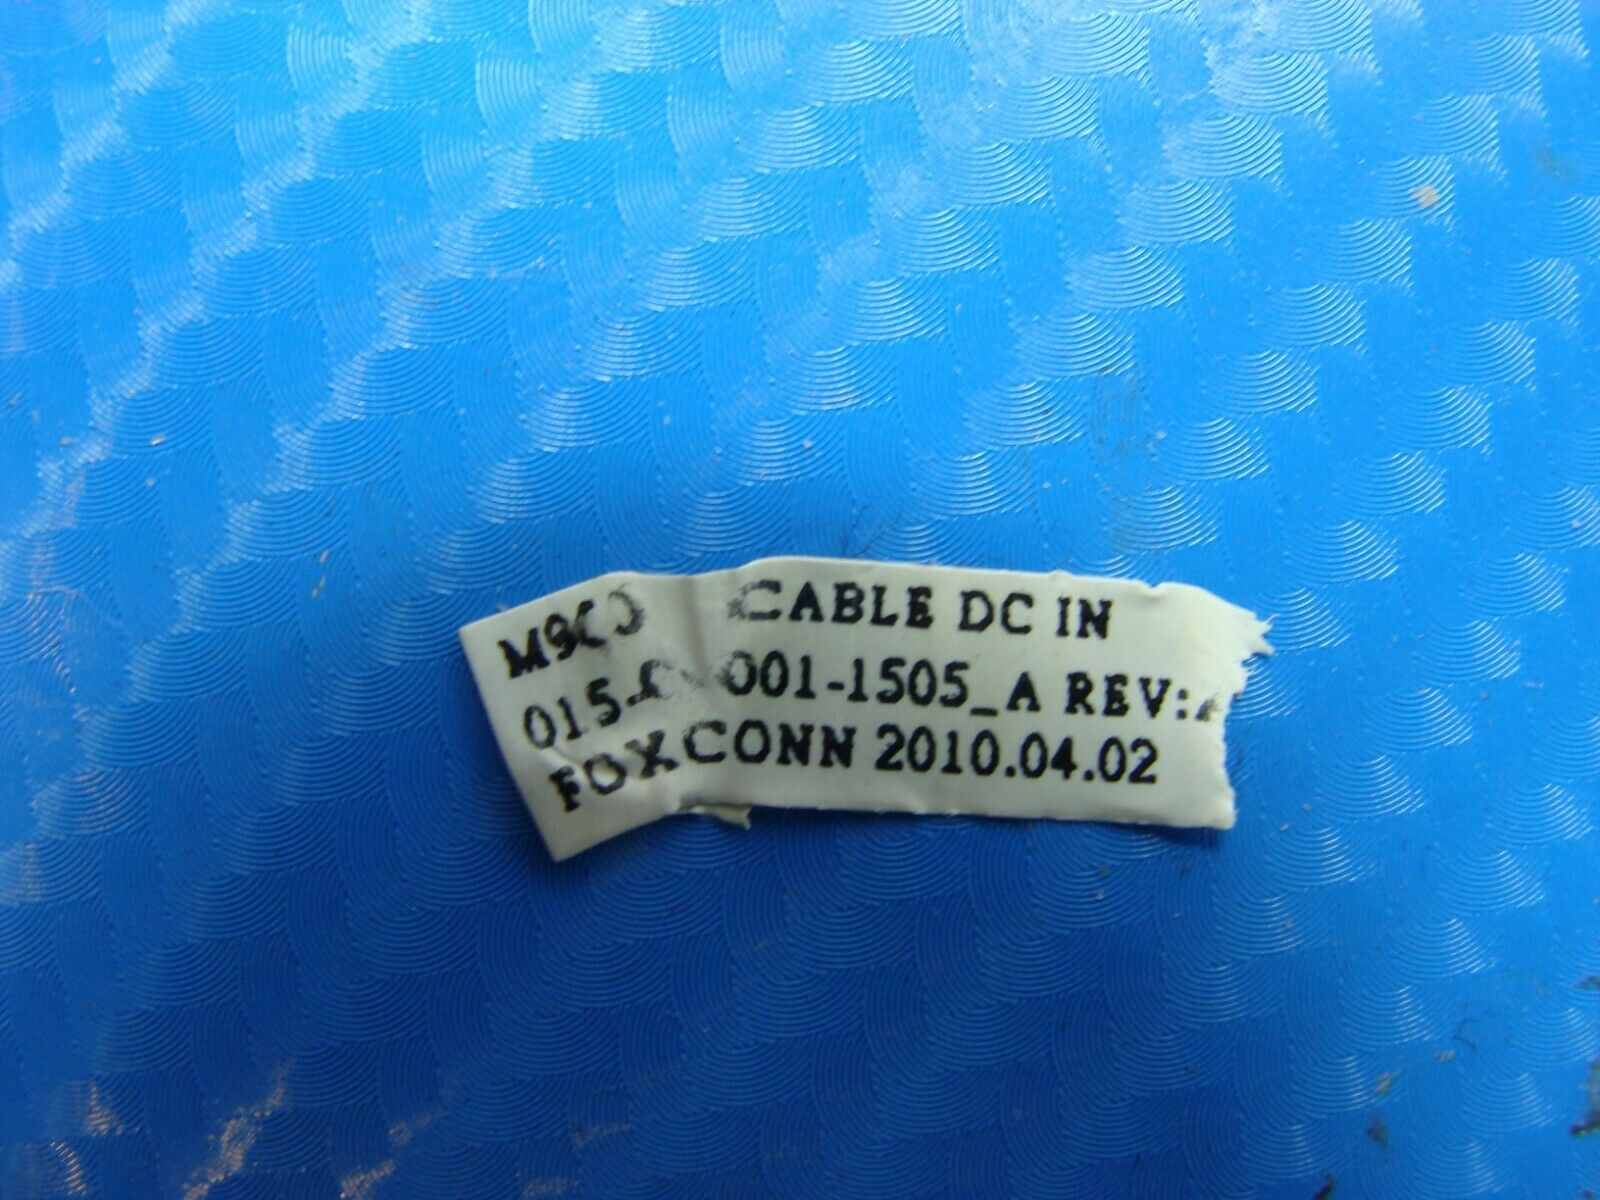 CABLE DC IN
001-1505_A REV:
FOXCONN 2010.04.02